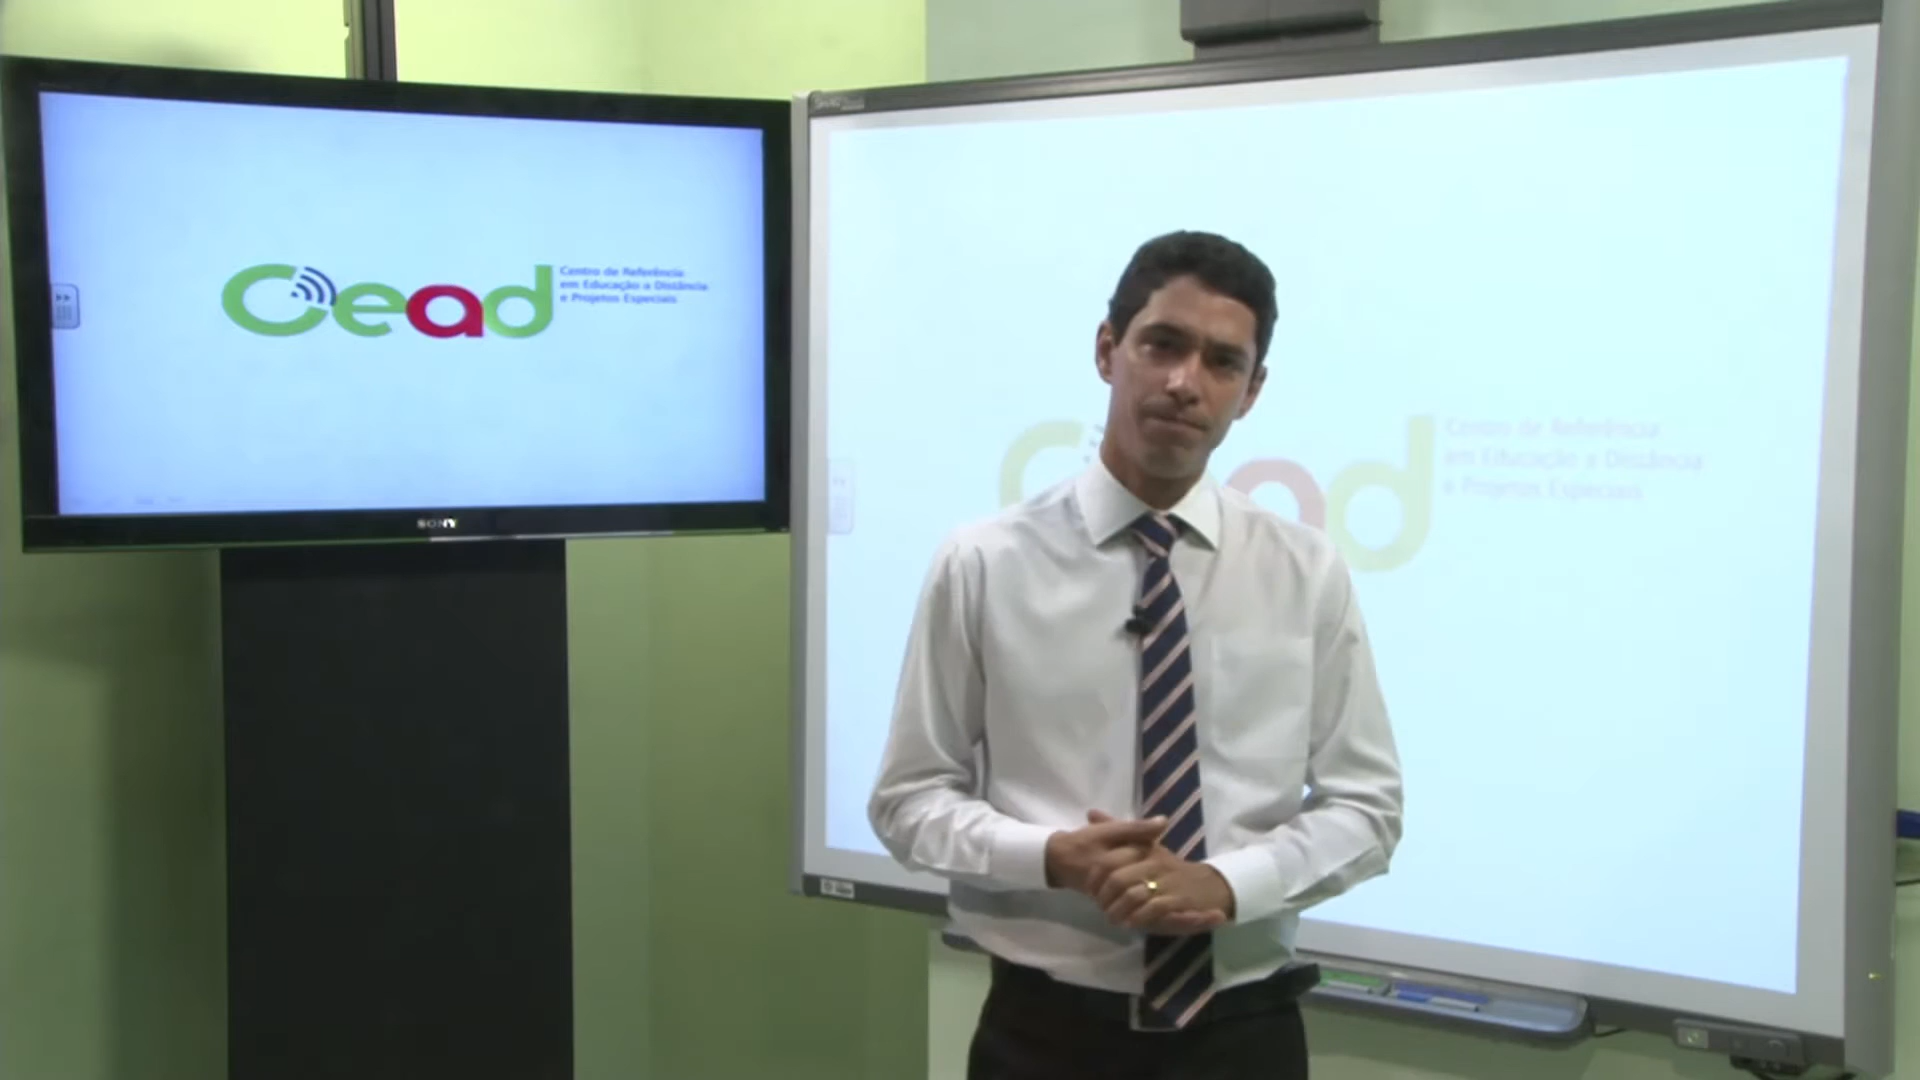 Cead
Centro de Referência
em Educação a Distância
e Projetos Especiais
SONY
Cead
Centro de Referência
em Educação a Distância
e Projetos Especiais